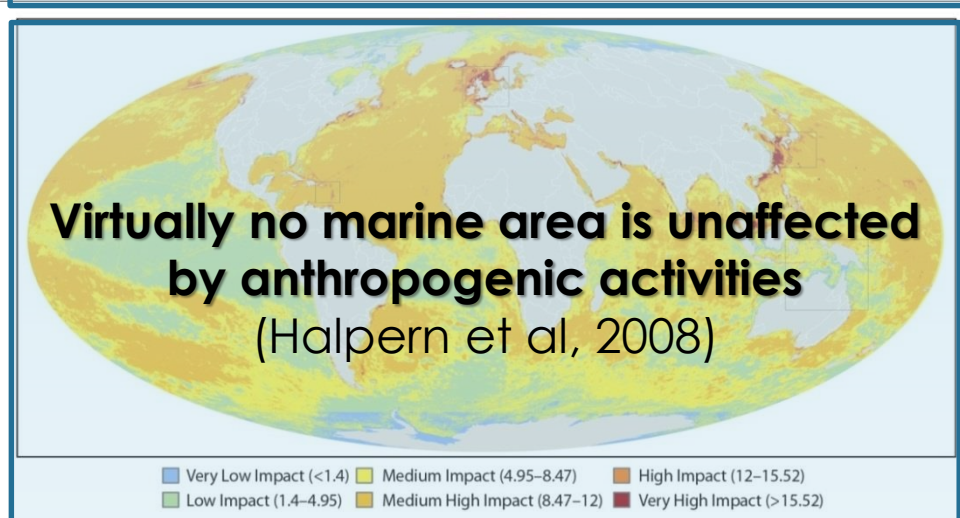 Virtually no marine area is unaffected
by anthropogenic activities
(Halpern et al, 2008)
Very Low Impact (<1.4) Medium Impact (4.95–8.47) High Impact (12–15.52)
Low Impact (1.4–4.95) Medium High Impact (8.47–12) Very High Impact (>15.52)